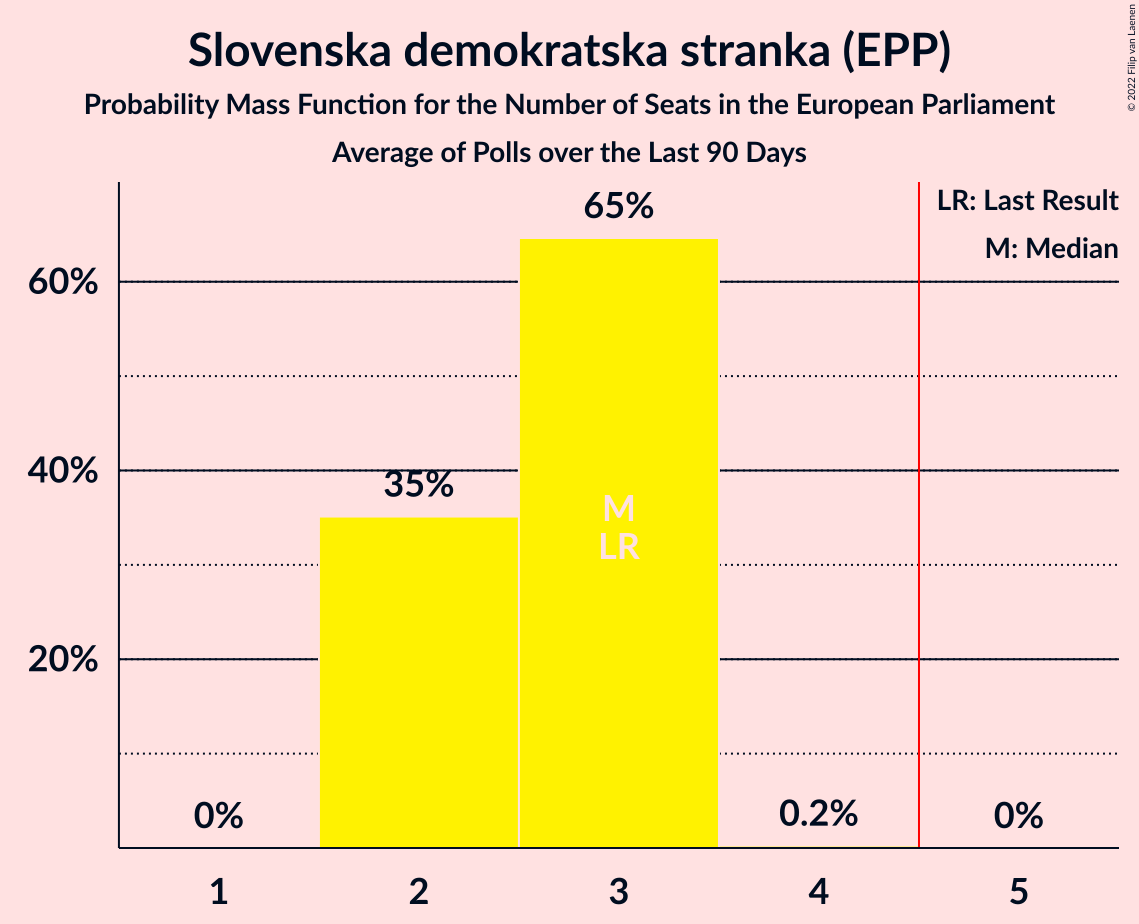 Slovenska demokratska stranka (EPP)
Probability Mass Function for the Number of Seats in the European Parliament
Average of Polls over the Last 90 Days
© 2022 Filip van Laenen
LR: Last Result
M: Median
65%
60%
40%
35%
M
LR
20%
0%
0.2%
0%
1 2 3 4 5